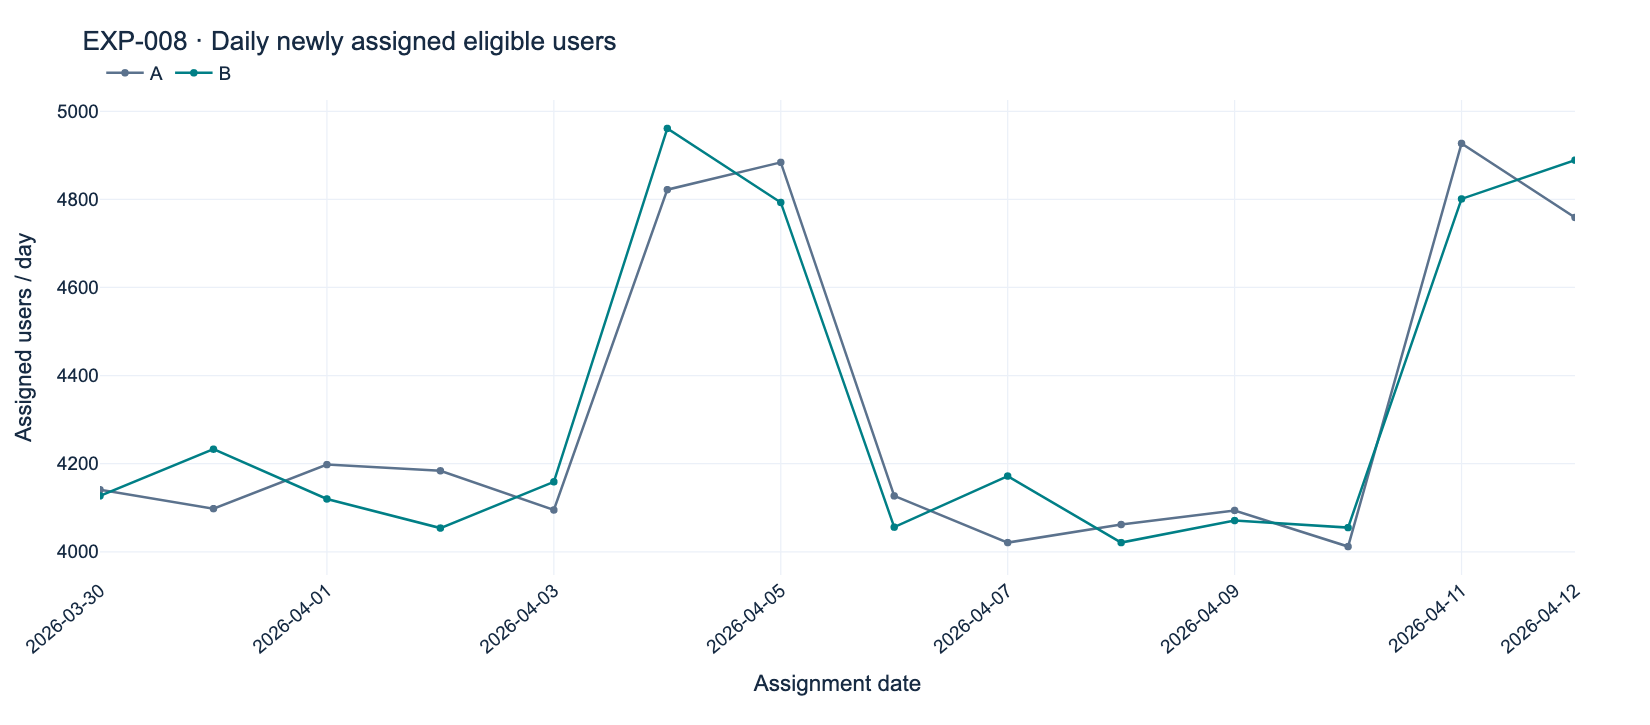 EXP-008 · Daily newly assigned eligible users
A B
5000
4800
4600
4400
4200
4000
Assigned users / day
2026-03-30 2026-04-01 2026-04-03 2026-04-05 2026-04-07 2026-04-09 2026-04-11 2026-04-12
Assignment date